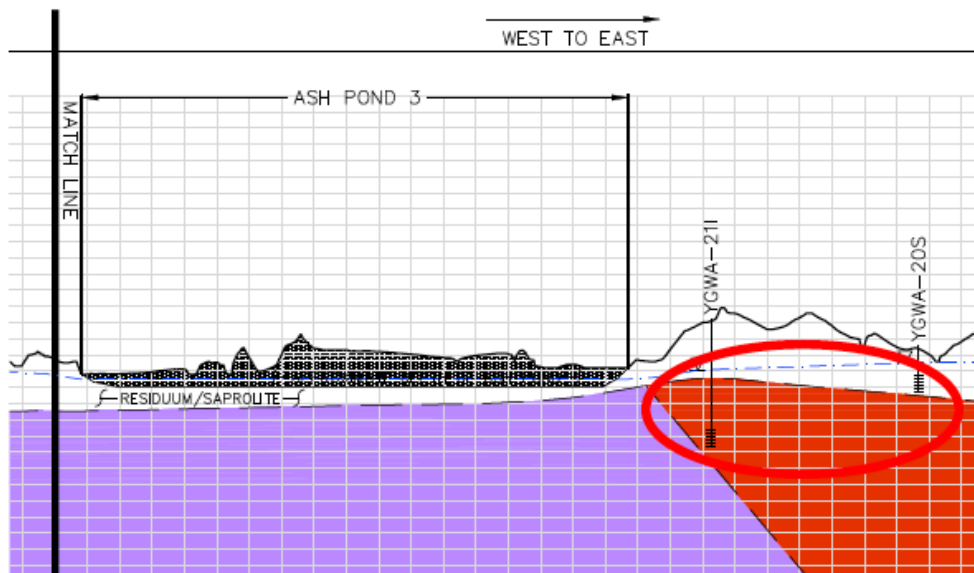 WEST TO EAST
ASH POND 3
MATCH LINE
YGWA-21I
YGWA-20S
RESIDUUM/SAPROLITE